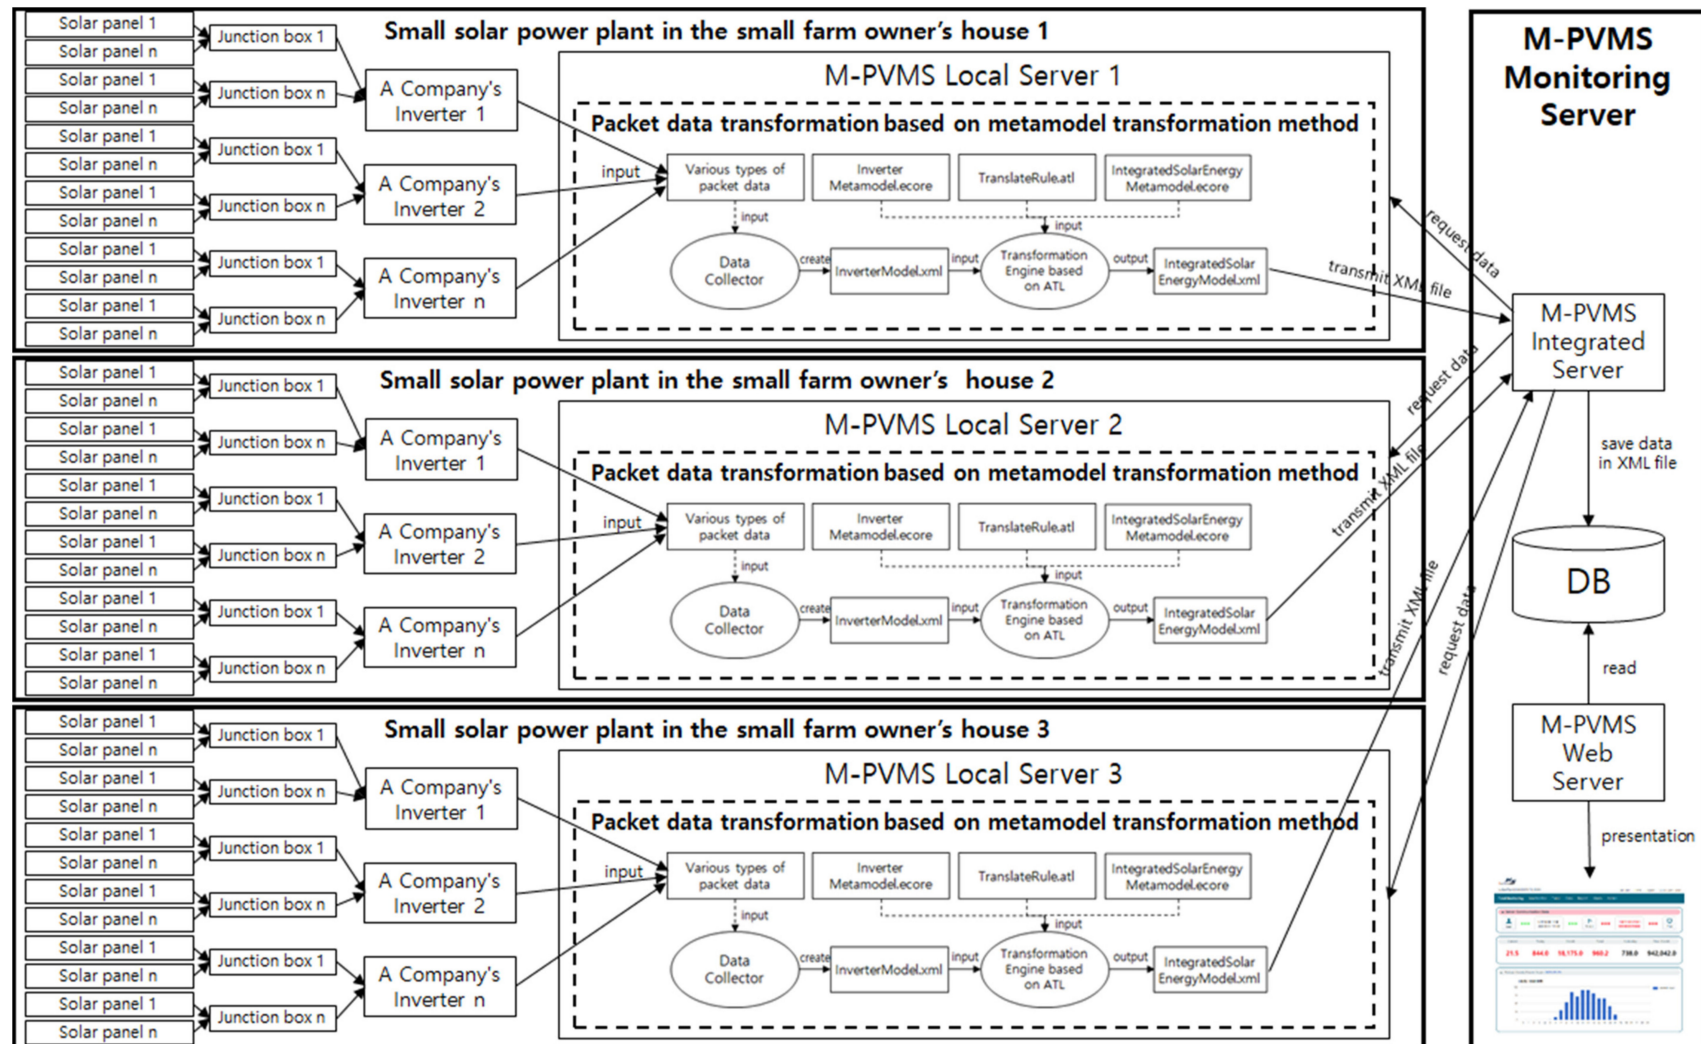 Small solar power plant in the small farm owner's house 1
Solar panel 1
Solar panel n
Solar panel 1
Solar panel n
Solar panel 1
Solar panel n
Solar panel 1
Solar panel n
Solar panel 1
Solar panel n
Solar panel 1
Solar panel n
Junction box 1
Junction box n
Junction box 1
Junction box n
Junction box 1
Junction box n
A Company's
Inverter 1
A Company's
Inverter 2
A Company's
Inverter n
input
M-PVMS Local Server 1
Packet data transformation based on metamodel transformation method
Various types of
packet data
Inverter
Metamodel.ecore
TranslateRule.atl
IntegratedSolarEnergy
Metamodel.ecore
input
input
Data
Collector
create
InverterModel.xml
input
Transformation
Engine based
on ATL
output
IntegratedSolar
EnergyModel.xml
request data
transmit XML file
Small solar power plant in the small farm owner's house 2
Solar panel 1
Solar panel n
Solar panel 1
Solar panel n
Solar panel 1
Solar panel n
Solar panel 1
Solar panel n
Solar panel 1
Solar panel n
Solar panel 1
Solar panel n
Junction box 1
Junction box n
Junction box 1
Junction box n
Junction box 1
Junction box n
A Company's
Inverter 1
A Company's
Inverter 2
A Company's
Inverter n
input
M-PVMS Local Server 2
Packet data transformation based on metamodel transformation method
Various types of
packet data
Inverter
Metamodel.ecore
TranslateRule.atl
IntegratedSolarEnergy
Metamodel.ecore
input
input
Data
Collector
create
InverterModel.xml
input
Transformation
Engine based
on ATL
output
IntegratedSolar
EnergyModel.xml
request data
transmit XML file
Small solar power plant in the small farm owner's house 3
Solar panel 1
Solar panel n
Solar panel 1
Solar panel n
Solar panel 1
Solar panel n
Solar panel 1
Solar panel n
Solar panel 1
Solar panel n
Solar panel 1
Solar panel n
Junction box 1
Junction box n
Junction box 1
Junction box n
Junction box 1
Junction box n
A Company's
Inverter 1
A Company's
Inverter 2
A Company's
Inverter n
input
M-PVMS Local Server 3
Packet data transformation based on metamodel transformation method
Various types of
packet data
Inverter
Metamodel.ecore
TranslateRule.atl
IntegratedSolarEnergy
Metamodel.ecore
input
input
Data
Collector
create
InverterModel.xml
input
Transformation
Engine based
on ATL
output
IntegratedSolar
EnergyModel.xml
transmit XML file
request data
M-PVMS
Monitoring
Server
M-PVMS
Integrated
Server
save data
in XML file
DB
read
M-PVMS
Web
Server
presentation
21.5 844.0 18,175.0 960.2 738.0 942,042.0